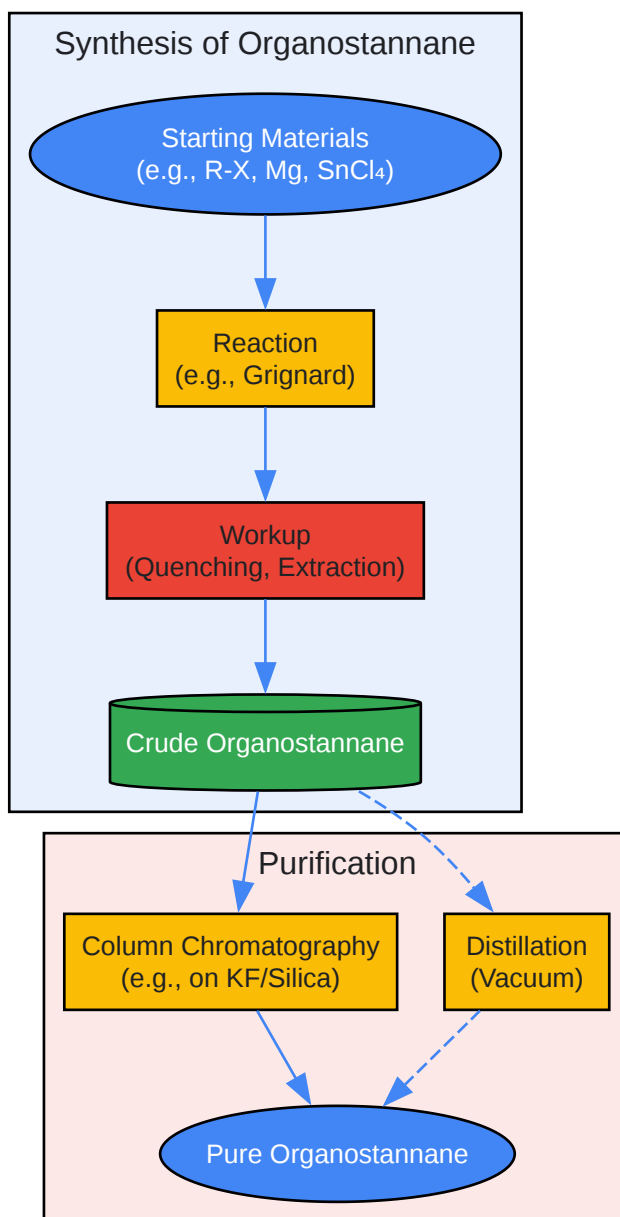 Synthesis of Organostannane
Starting Materials
(e.g., R-X, Mg, SnCl₄)
Reaction
(e.g., Grignard)
Workup
(Quenching, Extraction)
Crude Organostannane
Purification
Column Chromatography
(e.g., on KF/Silica)
Distillation
(Vacuum)
Pure Organostannane